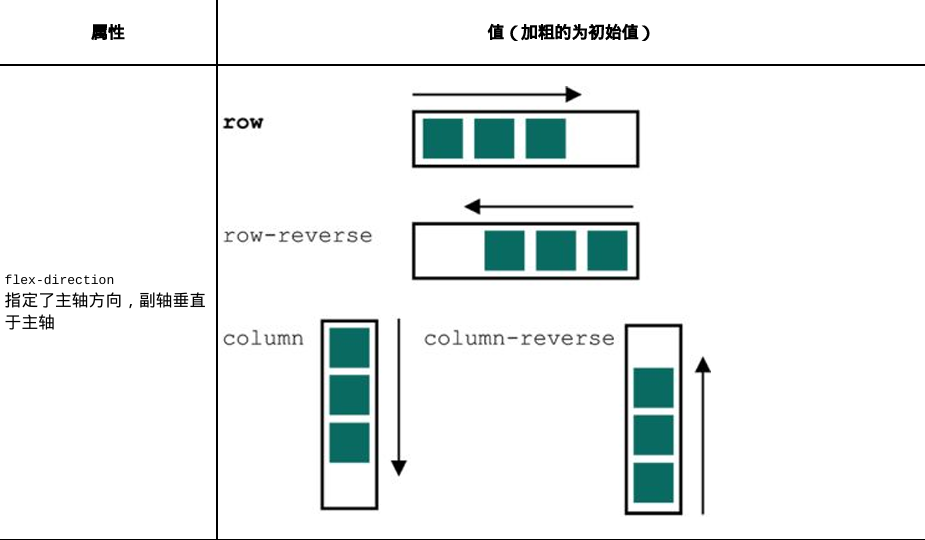 属性
值（加粗的为初始值）
flex-direction
指定了主轴方向，副轴垂直
于主轴
row
row-reverse
column
column-reverse